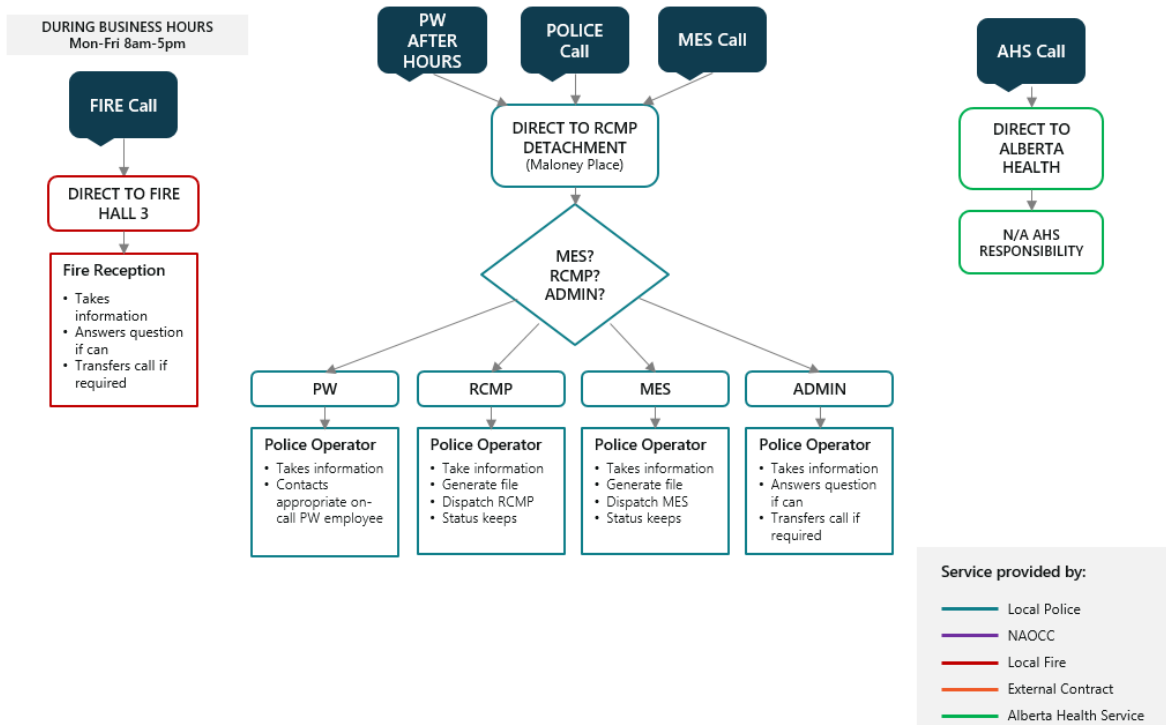 DURING BUSINESS HOURS
Mon-Fri 8am-5pm
FIRE Call
DIRECT TO FIRE
HALL 3
Fire Reception
• Takes
information
• Answers question
if can
• Transfers call if
required
PW
AFTER
HOURS
POLICE
Call
MES Call
DIRECT TO RCMP
DETACHMENT
(Maloney Place)
MES?
RCMP?
ADMIN?
PW
Police Operator
• Takes information
• Contacts
appropriate on-
call PW employee
RCMP
Police Operator
• Take information
• Generate file
• Dispatch RCMP
• Status keeps
MES
Police Operator
• Takes information
• Generate file
• Dispatch MES
• Status keeps
ADMIN
Police Operator
• Takes information
• Answers question
if can
• Transfers call if
required
AHS Call
DIRECT TO
ALBERTA
HEALTH
N/A AHS
RESPONSIBILITY
Service provided by:
Local Police
NAOCC
Local Fire
External Contract
Alberta Health Service